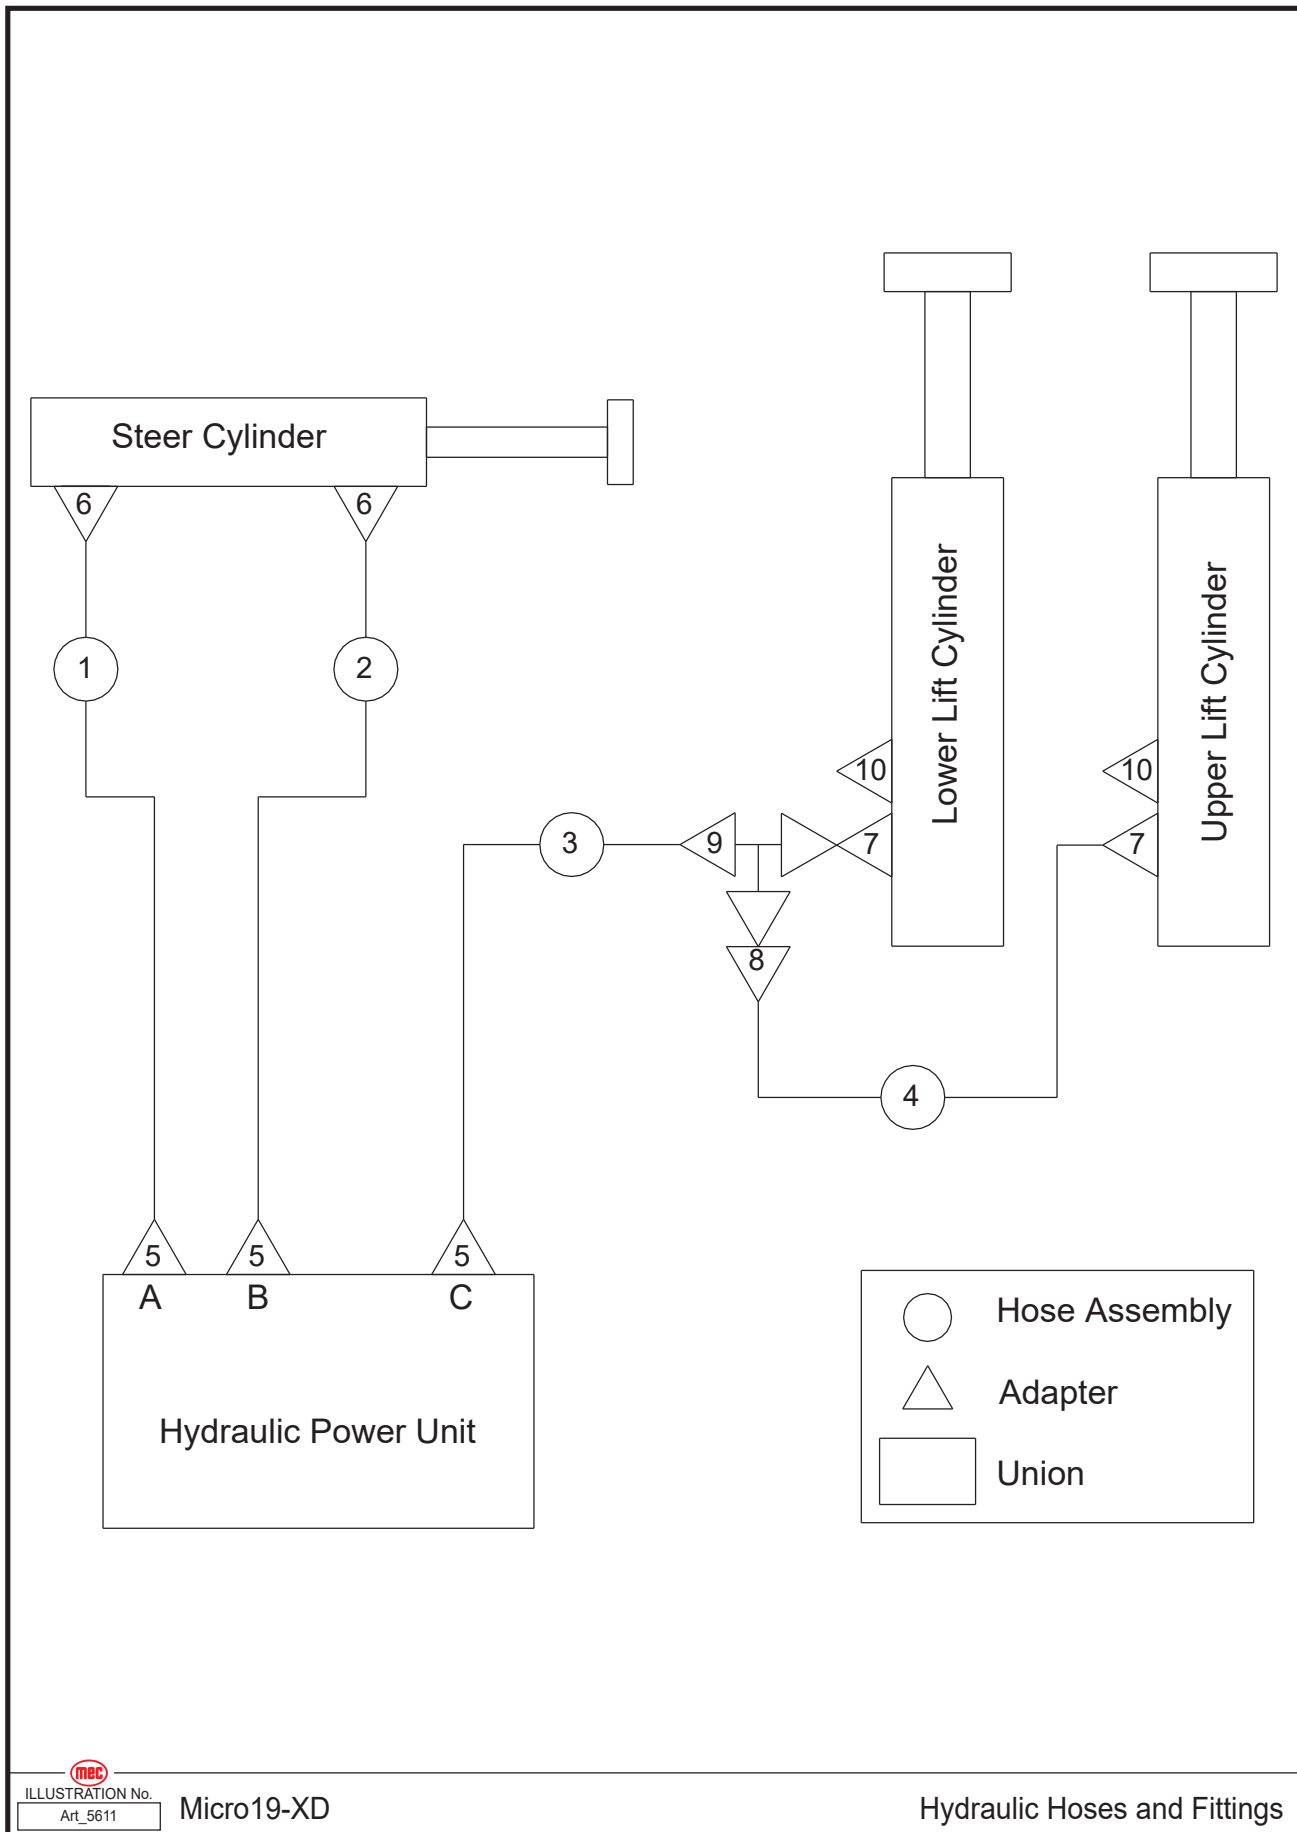 Steer Cylinder
6
6
1
2
Lower Lift Cylinder
Upper Lift Cylinder
10
10
3
9
7
7
8
4
5
5
5
A
B
C
Hydraulic Power Unit
Hose Assembly
Adapter
Union
mec
ILLUSTRATION No.
Art_5611
Micro19-XD
Hydraulic Hoses and Fittings